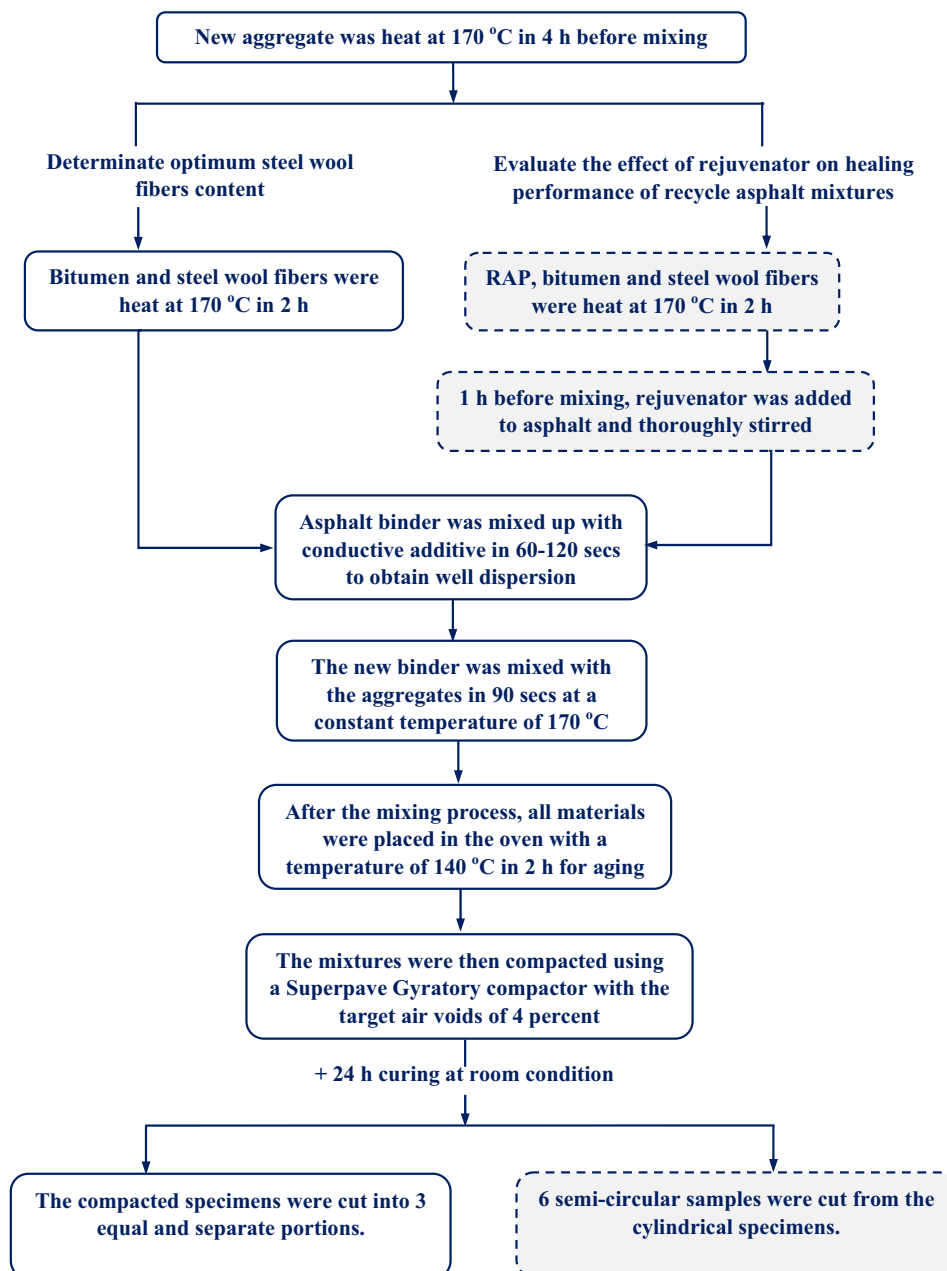 New aggregate was heat at 170 °C in 4 h before mixing
Determinate optimum steel wool
fibers content
Evaluate the effect of rejuvenator on healing
performance of recycle asphalt mixtures
Bitumen and steel wool fibers were
heat at 170 °C in 2 h
RAP, bitumen and steel wool fibers
were heat at 170 °C in 2 h
1 h before mixing, rejuvenator was added
to asphalt and thoroughly stirred
Asphalt binder was mixed up with
conductive additive in 60-120 secs
to obtain well dispersion
The new binder was mixed with
the aggregates in 90 secs at a
constant temperature of 170 °C
After the mixing process, all materials
were placed in the oven with a
temperature of 140 °C in 2 h for aging
The mixtures were then compacted using
a Superpave Gyratory compactor with the
target air voids of 4 percent
+ 24 h curing at room condition
The compacted specimens were cut into 3
equal and separate portions.
6 semi-circular samples were cut from the
cylindrical specimens.